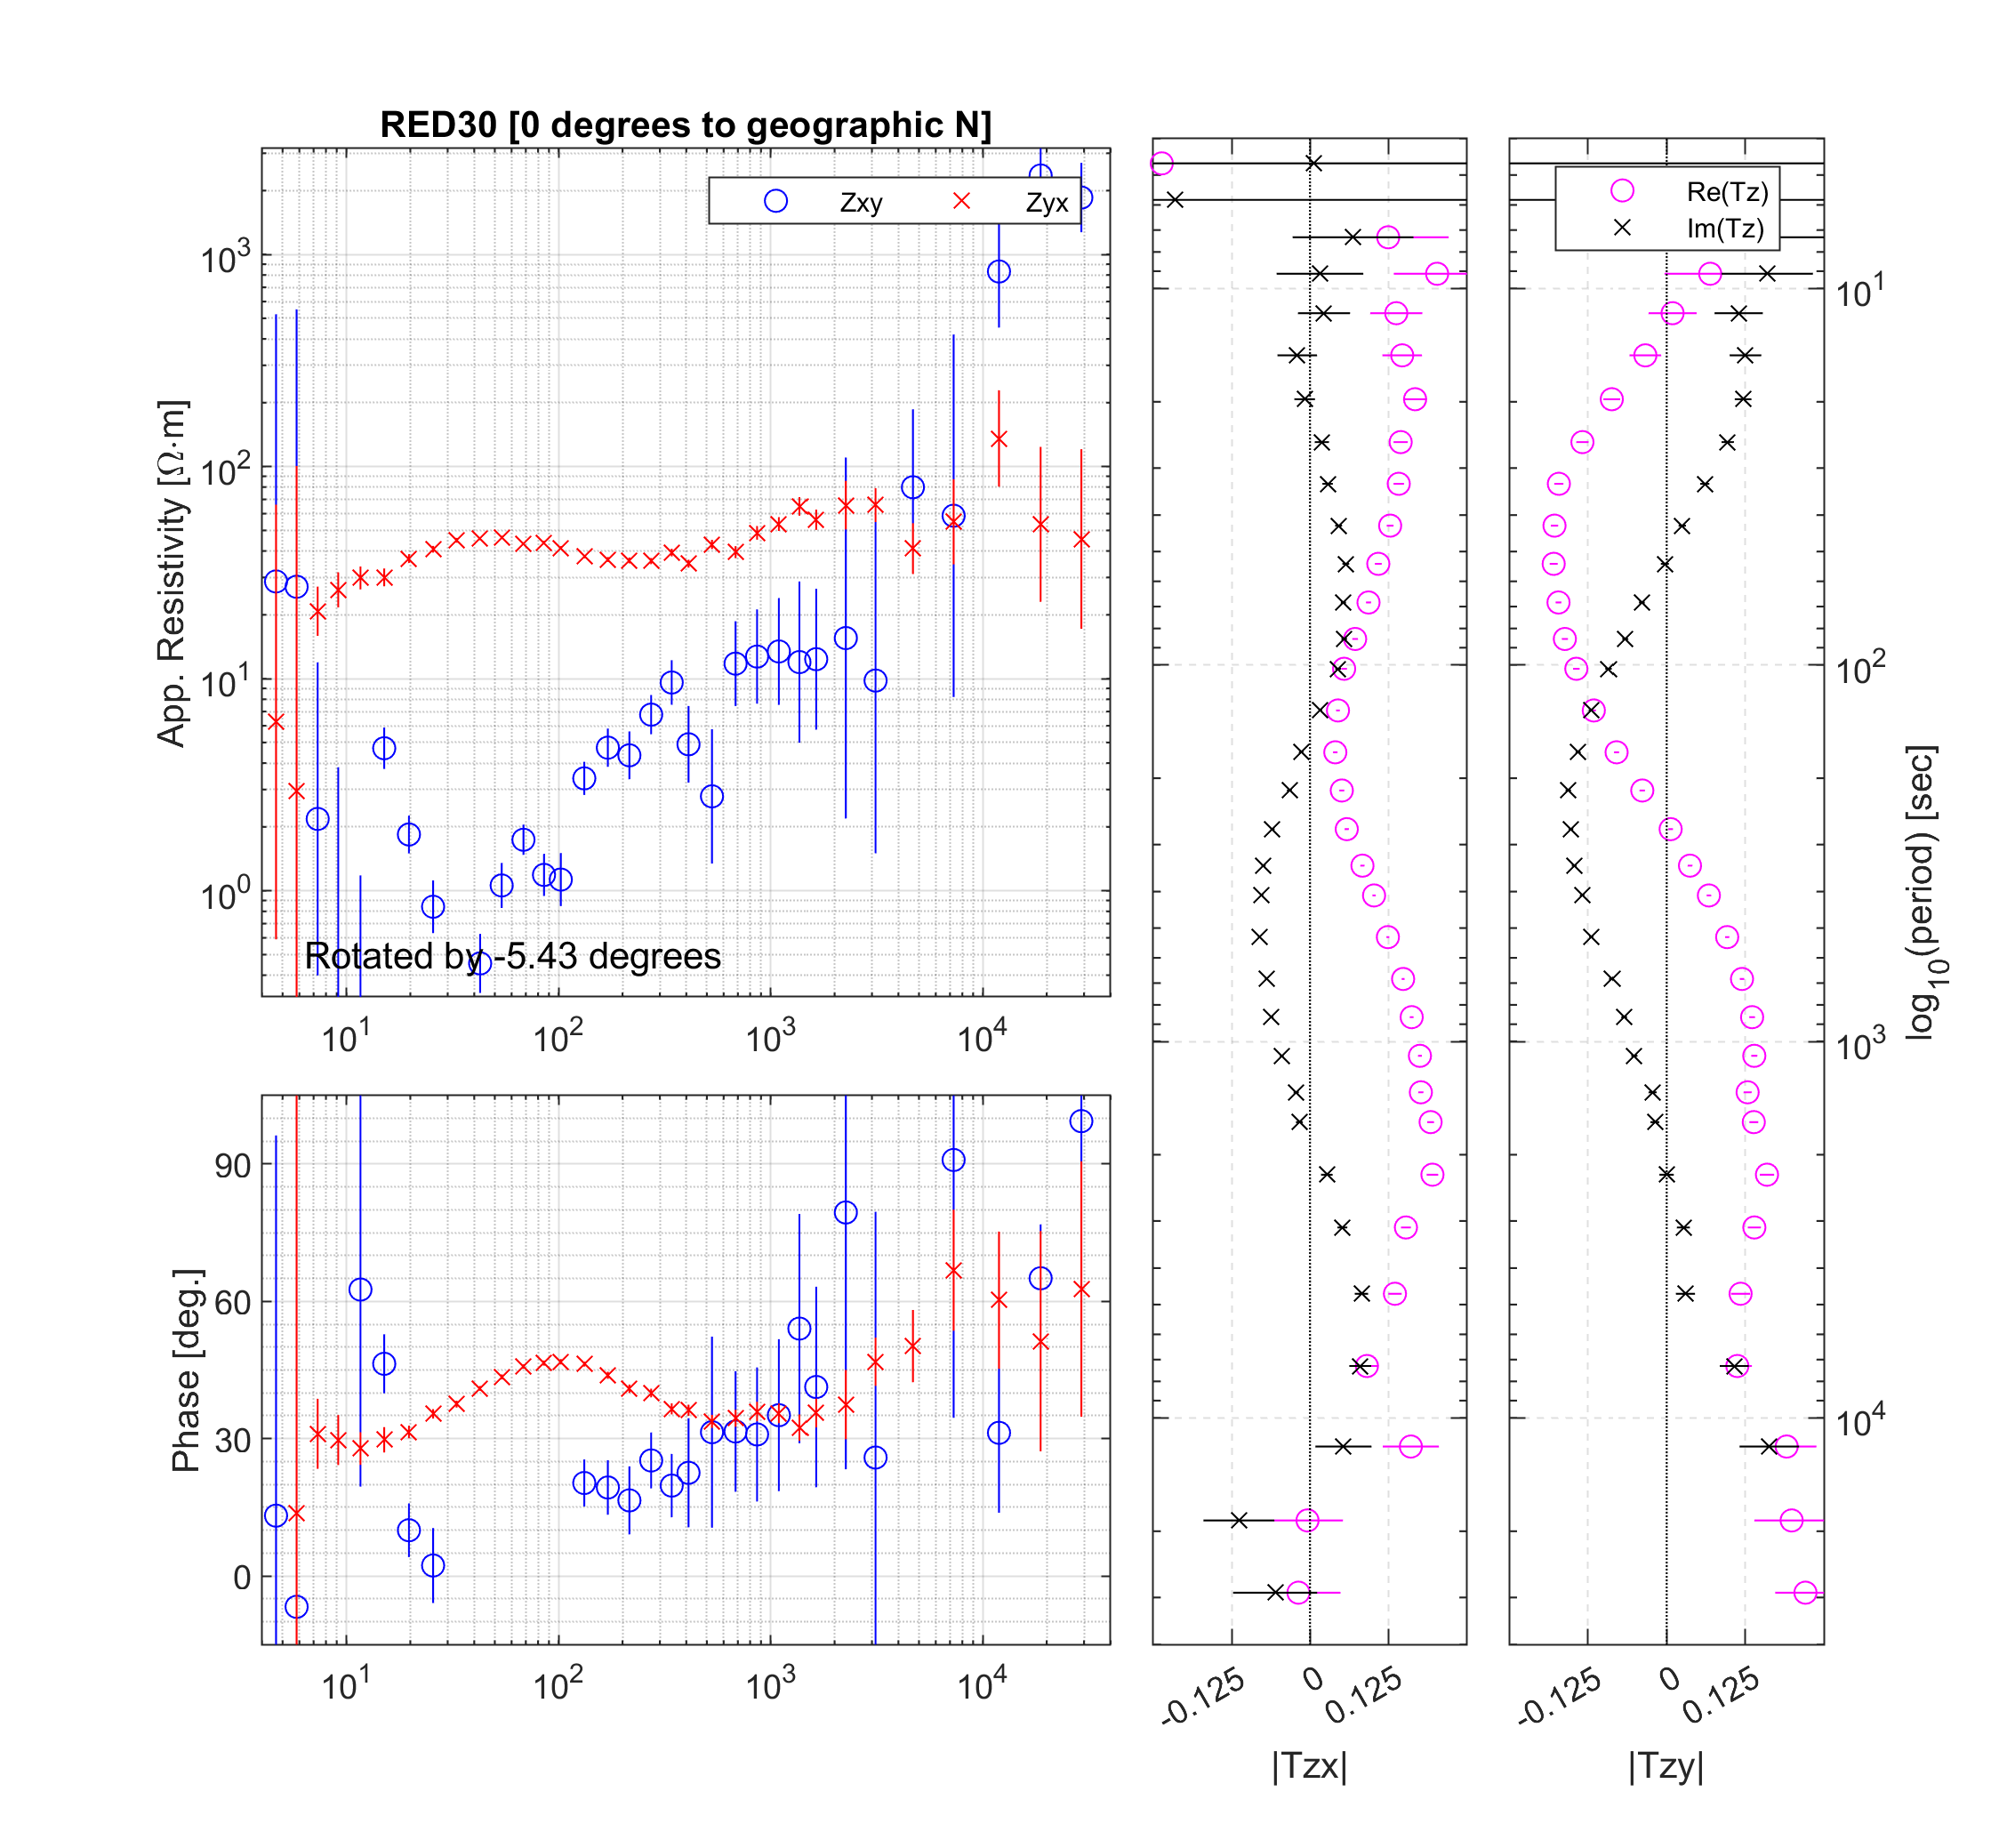 RED30 [0 degrees to geographic N]
Zxy
Zyx
App. Resistivity [Ω·m]
10³
10²
10¹
10⁰
Rotated by -5.43 degrees
10¹
10²
10³
10⁴
Phase [deg.]
90
60
30
0
10¹
10²
10³
10⁴
-0.125
0
0.125
|Tzx|
Re(Tz)
Im(Tz)
10¹
10²
10³
10⁴
log₁₀(period) [sec]
-0.125
0
0.125
|Tzy|